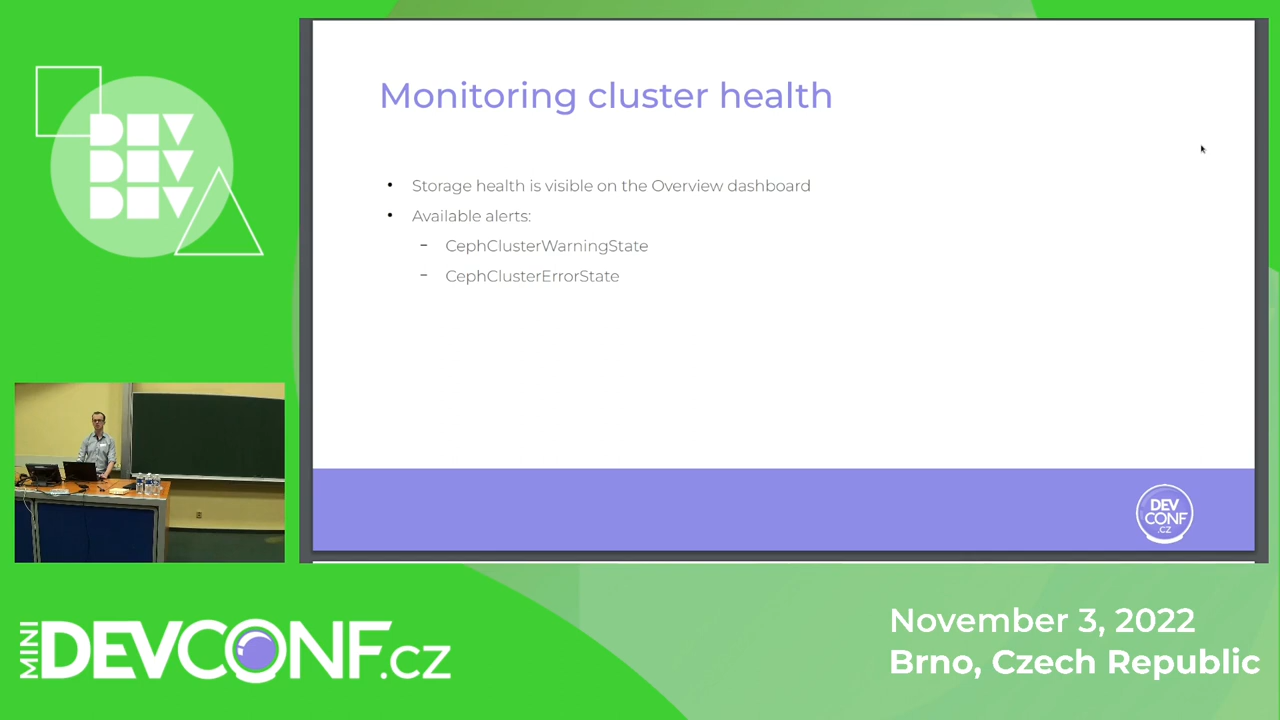 DEV
DEV
DEV
Monitoring cluster health
• Storage health is visible on the Overview dashboard
• Available alerts:
– CephClusterWarningState
– CephClusterErrorState
DEV
CONF
.CZ
MINI DEVCONF.CZ
November 3, 2022
Brno, Czech Republic